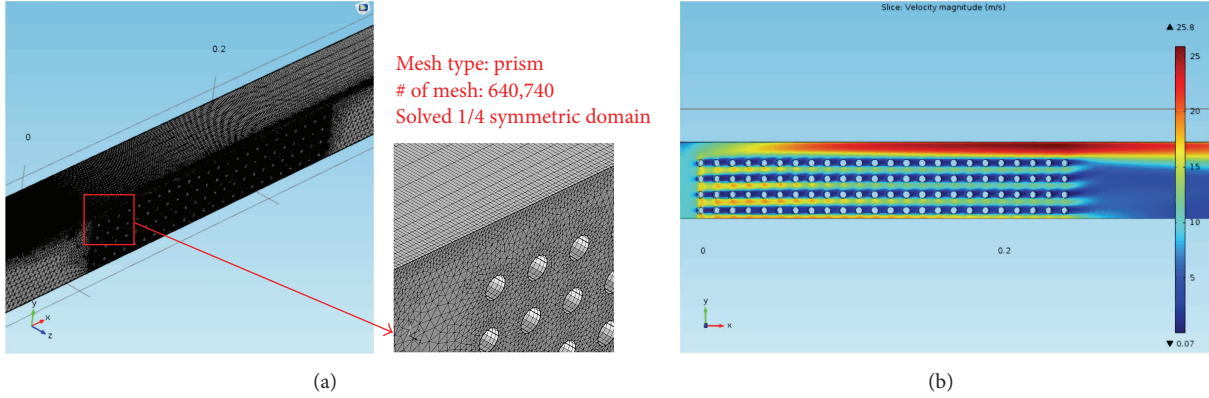 0.2
0
y
x
z
Mesh type: prism
# of mesh: 640,740
Solved 1/4 symmetric domain
(a)
Slice: Velocity magnitude (m/s)
▲ 25.8
25
20
15
10
5
▼ 0.07
0
0.2
y
x
(b)